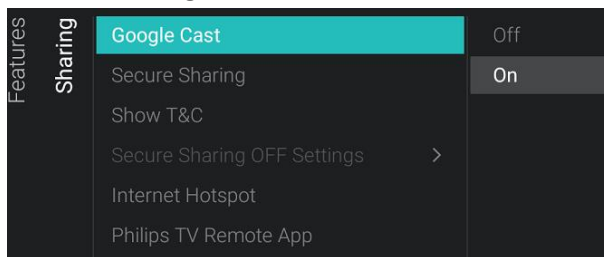 Features
Sharing
Google Cast
Secure Sharing
Show T&C
Secure Sharing OFF Settings >
Internet Hotspot
Philips TV Remote App
Off
On